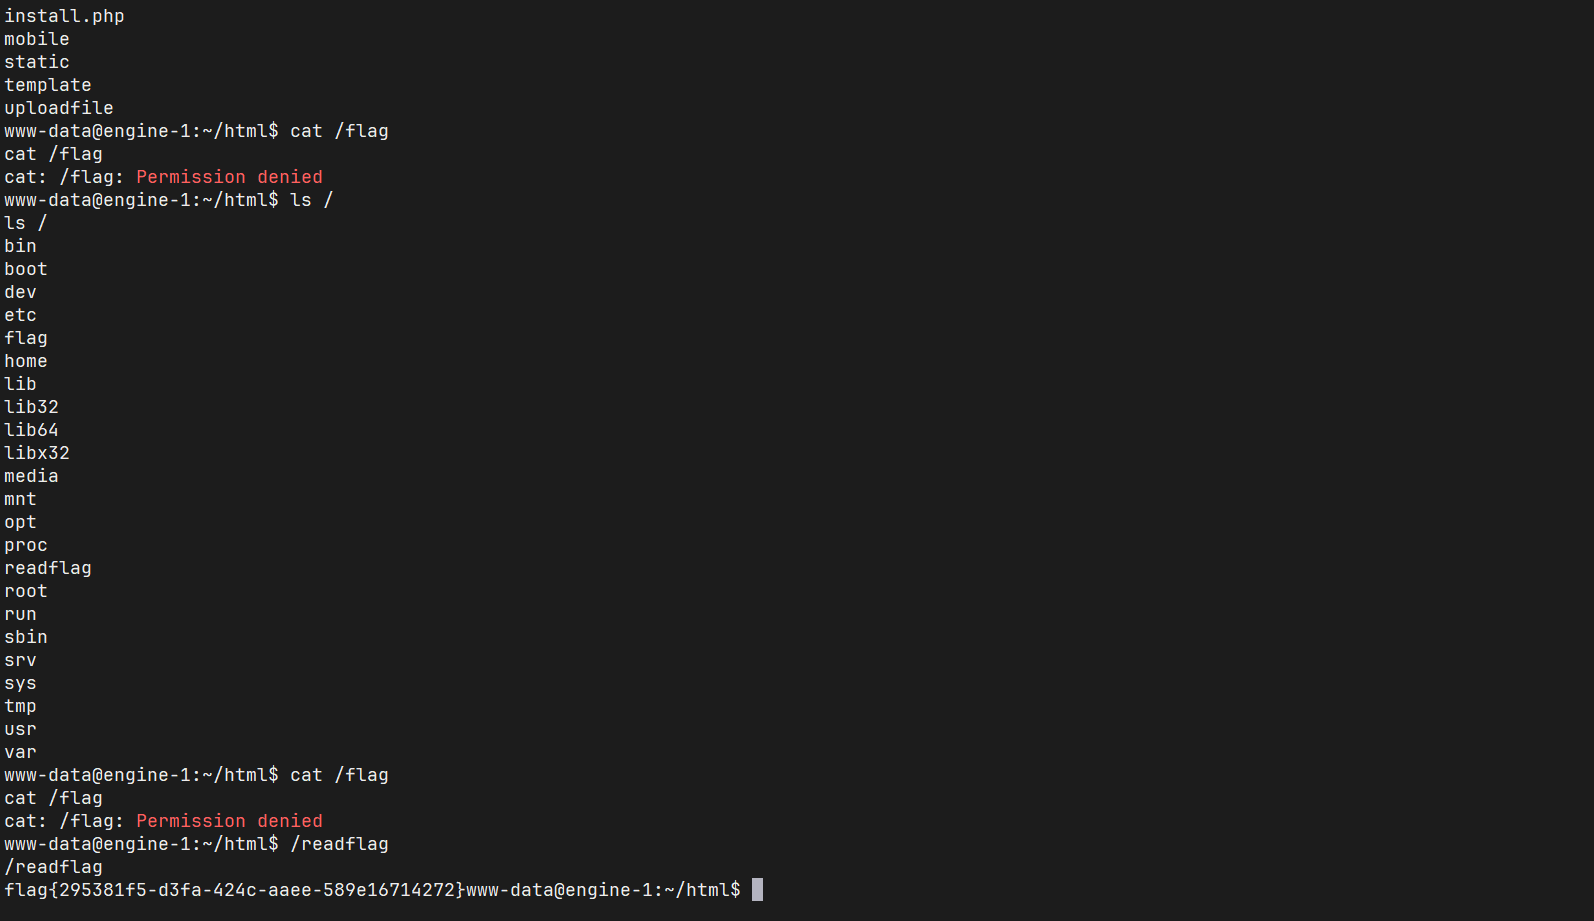 install.php
mobile
static
template
uploadfile
www-data@engine-1:~/html$ cat /flag
cat /flag
cat: /flag: Permission denied
www-data@engine-1:~/html$ ls /
ls /
bin
boot
dev
etc
flag
home
lib
lib32
lib64
libx32
media
mnt
opt
proc
readflag
root
run
sbin
srv
sys
tmp
usr
var
www-data@engine-1:~/html$ cat /flag
cat /flag
cat: /flag: Permission denied
www-data@engine-1:~/html$ /readflag
/readflag
flag{295381f5-d3fa-424c-aaee-589e16714272}www-data@engine-1:~/html$